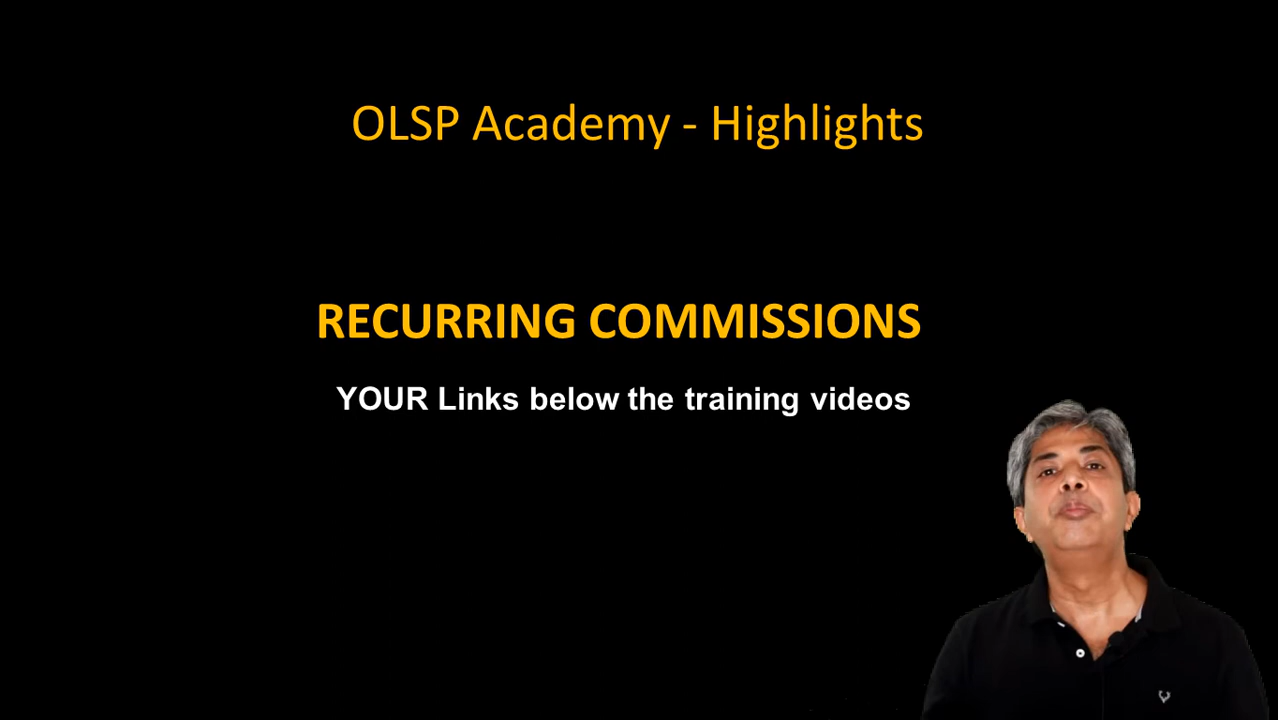 OLSP Academy - Highlights
RECURRING COMMISSIONS
YOUR Links below the training videos